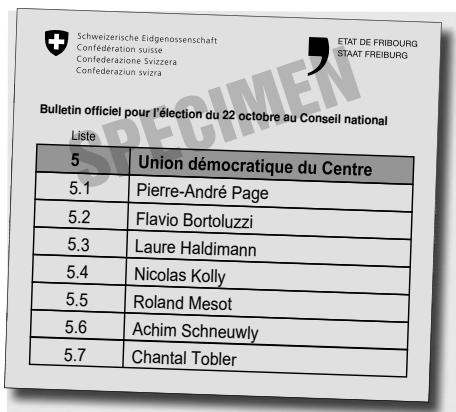 Schweizerische Eidgenossenschaft
Confédération suisse
Confederazione Svizzera
Confederaziun svizra
ETAT DE FRIBOURG
STAAT FREIBURG
SPECIMEN
Bulletin officiel pour l'élection du 22 octobre au Conseil national
Liste
5 Union démocratique du Centre
5.1 Pierre-André Page
5.2 Flavio Bortoluzzi
5.3 Laure Haldimann
5.4 Nicolas Kolly
5.5 Roland Mesot
5.6 Achim Schneuwly
5.7 Chantal Tobler